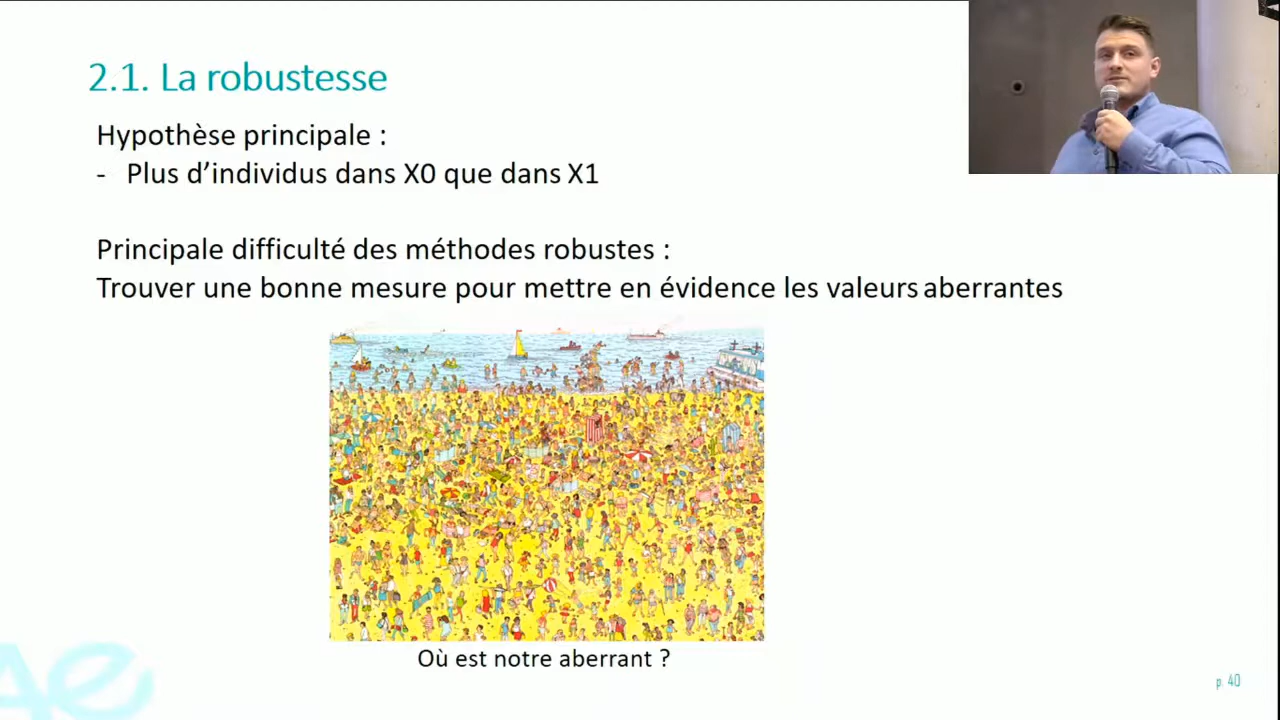 2.1. La robustesse
Hypothèse principale :
- Plus d’individus dans X0 que dans X1
Principale difficulté des méthodes robustes :
Trouver une bonne mesure pour mettre en évidence les valeurs aberrantes
Où est notre aberrant ?
p. 40